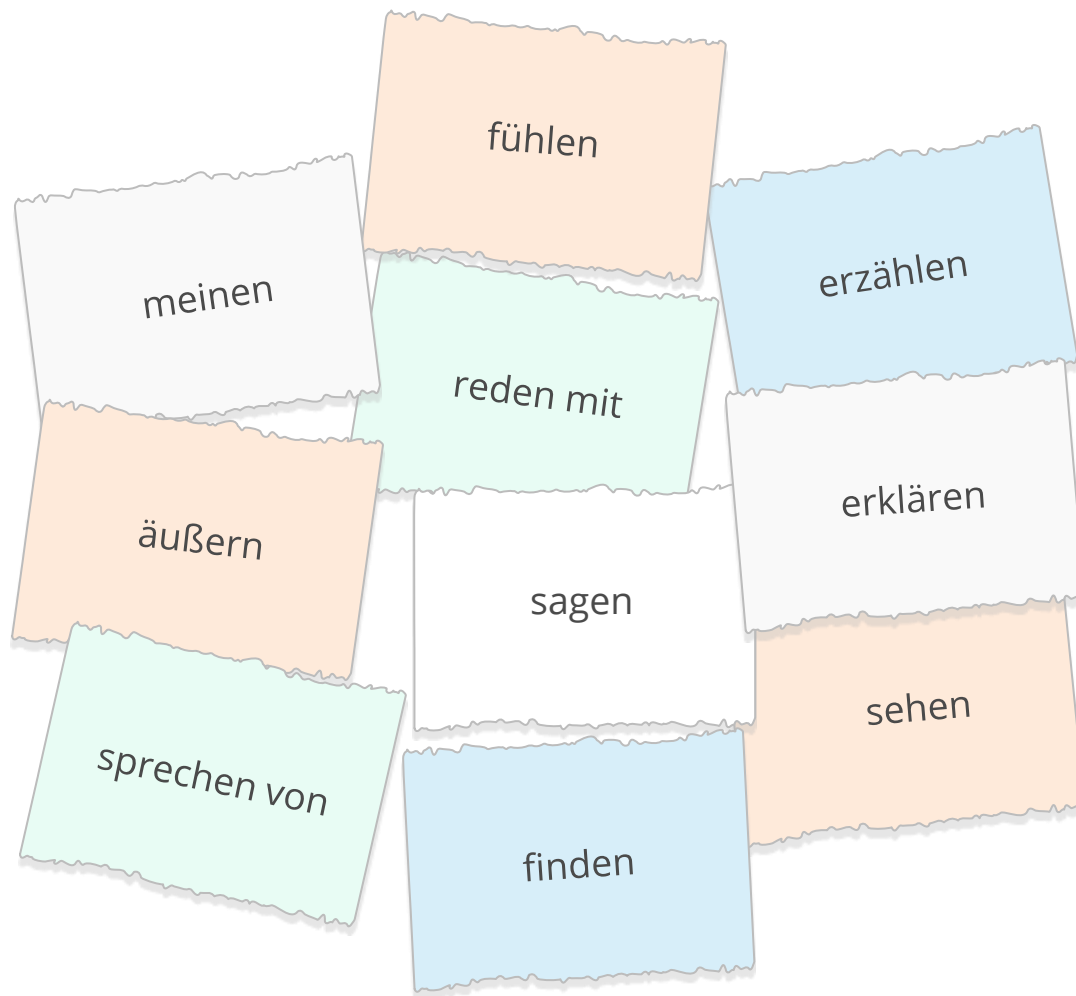 fühlen
meinen
erzählen
reden mit
äußern
erklären
sagen
sprechen von
sehen
finden